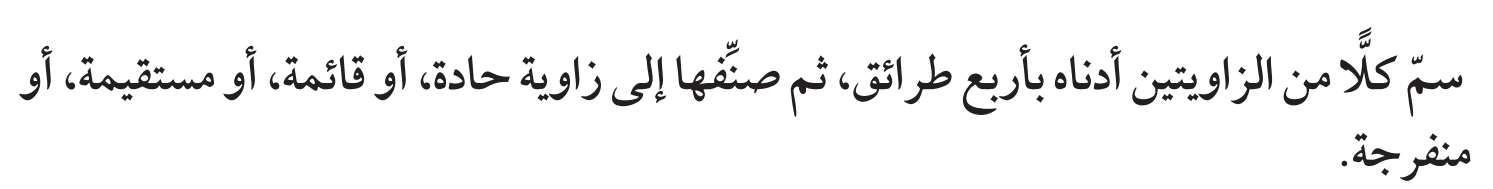 سمّ كلًّا من الزاويتين أدناه بأربع طرائق، ثم صنّفها إلى زاوية حادة، أو قائمة، أو مستقيمة، أو
منفرجة.